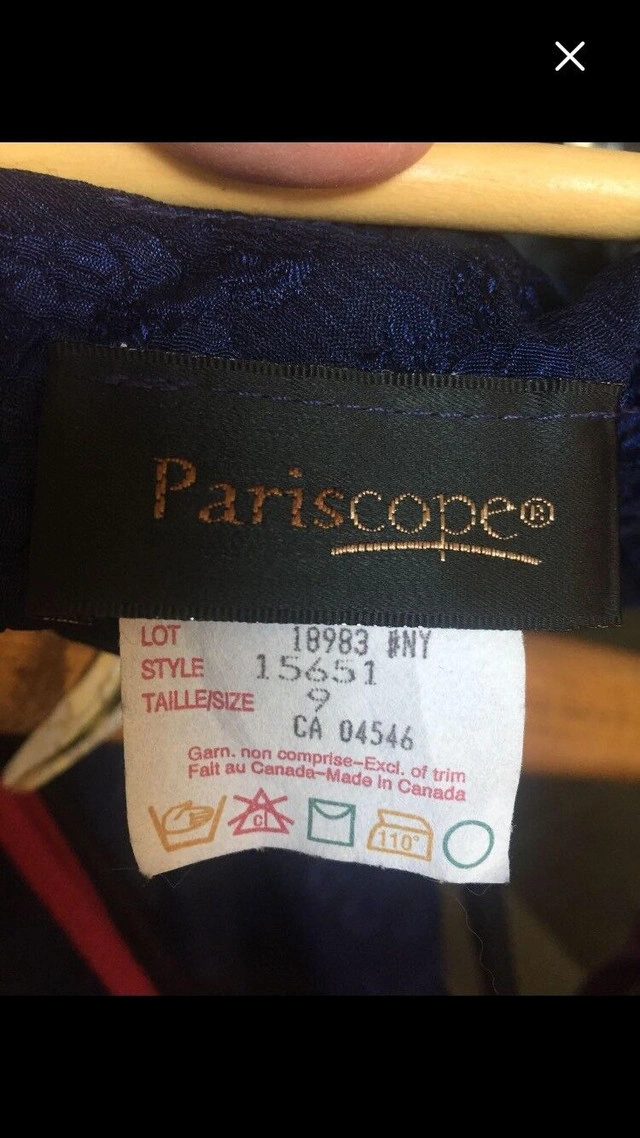 Pariscope®
LOT 18983 #NY
STYLE 15651
TAILLE/SIZE 9
CA 04546
Garn. non comprise-Excl. of trim
Fait au Canada-Made in Canada
cl 110°